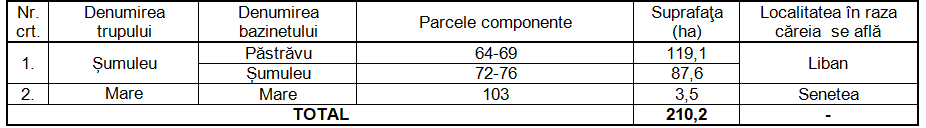 Nr. crt. | Denumirea trupului | Denumirea bazinetului | Parcele componente | Suprafaţa (ha) | Localitatea în raza căreia se află
1. | Șumuleu | Păstrăvu | 64-69 | 119,1 | Liban
Șumuleu | 72-76 | 87,6
2. | Mare | Mare | 103 | 3,5 | Senetea
TOTAL | 210,2 | -